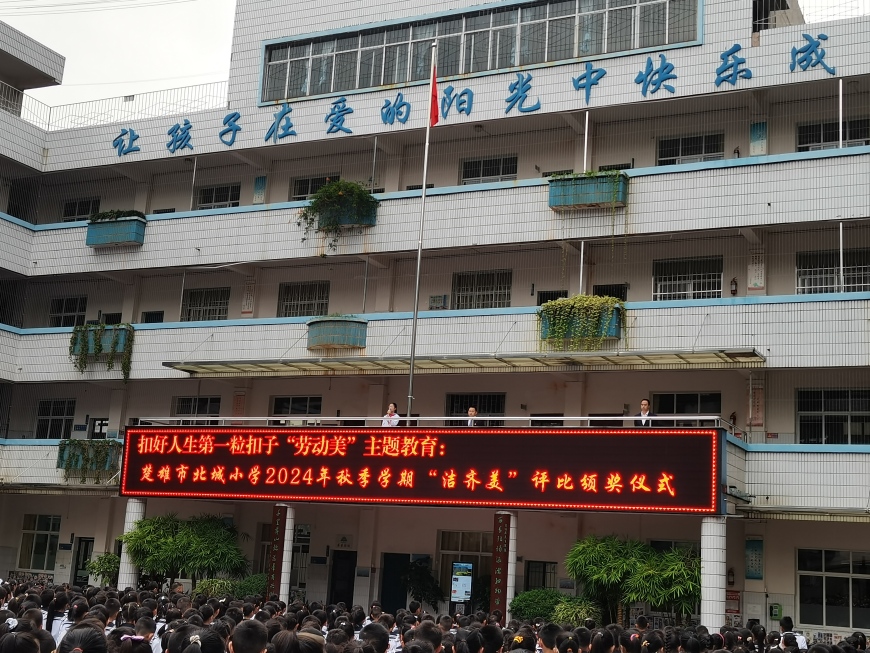 让孩子在爱的阳光中快乐成
扣好人生第一粒扣子“劳动美”主题教育：
楚雄市北城小学2024年秋季学期“洁齐美”评比颁奖仪式